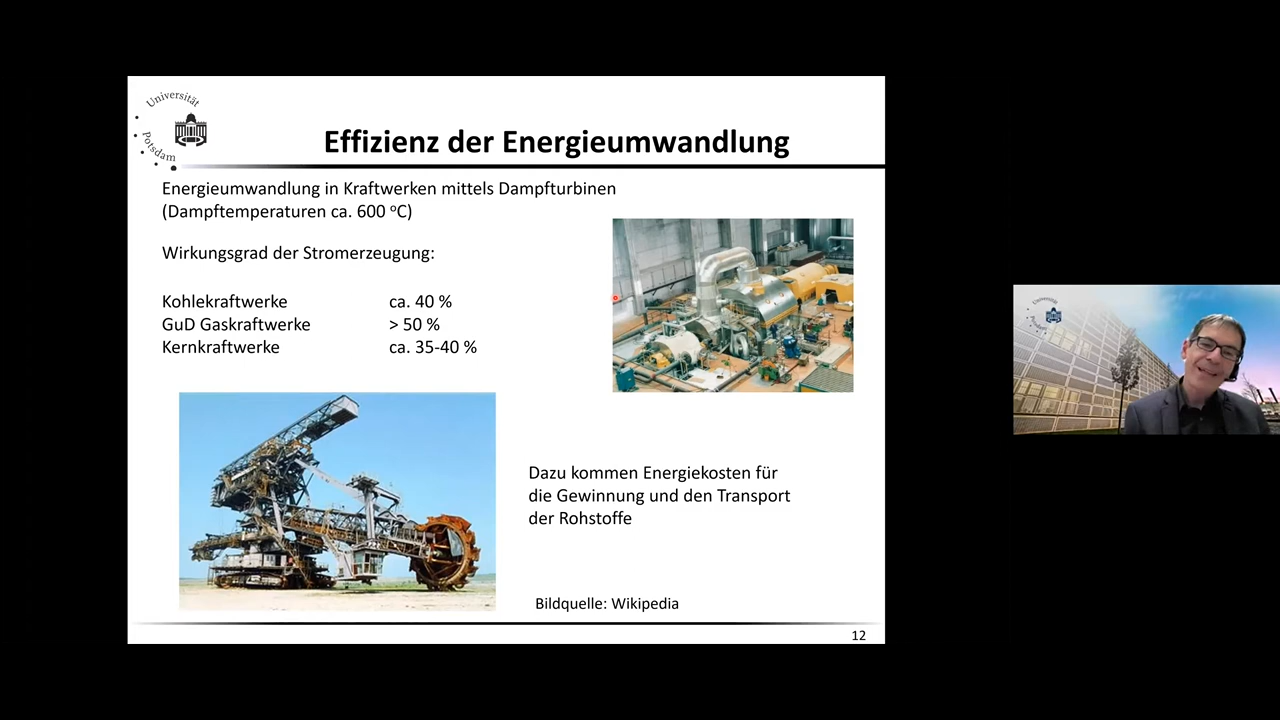 Universität
Potsdam
Effizienz der Energieumwandlung
Energieumwandlung in Kraftwerken mittels Dampfturbinen
(Dampftemperaturen ca. 600 °C)
Wirkungsgrad der Stromerzeugung:
Kohlekraftwerke ca. 40 %
GuD Gaskraftwerke > 50 %
Kernkraftwerke ca. 35-40 %
Dazu kommen Energiekosten für
die Gewinnung und den Transport
der Rohstoffe
Bildquelle: Wikipedia
12
Universität
Potsdam